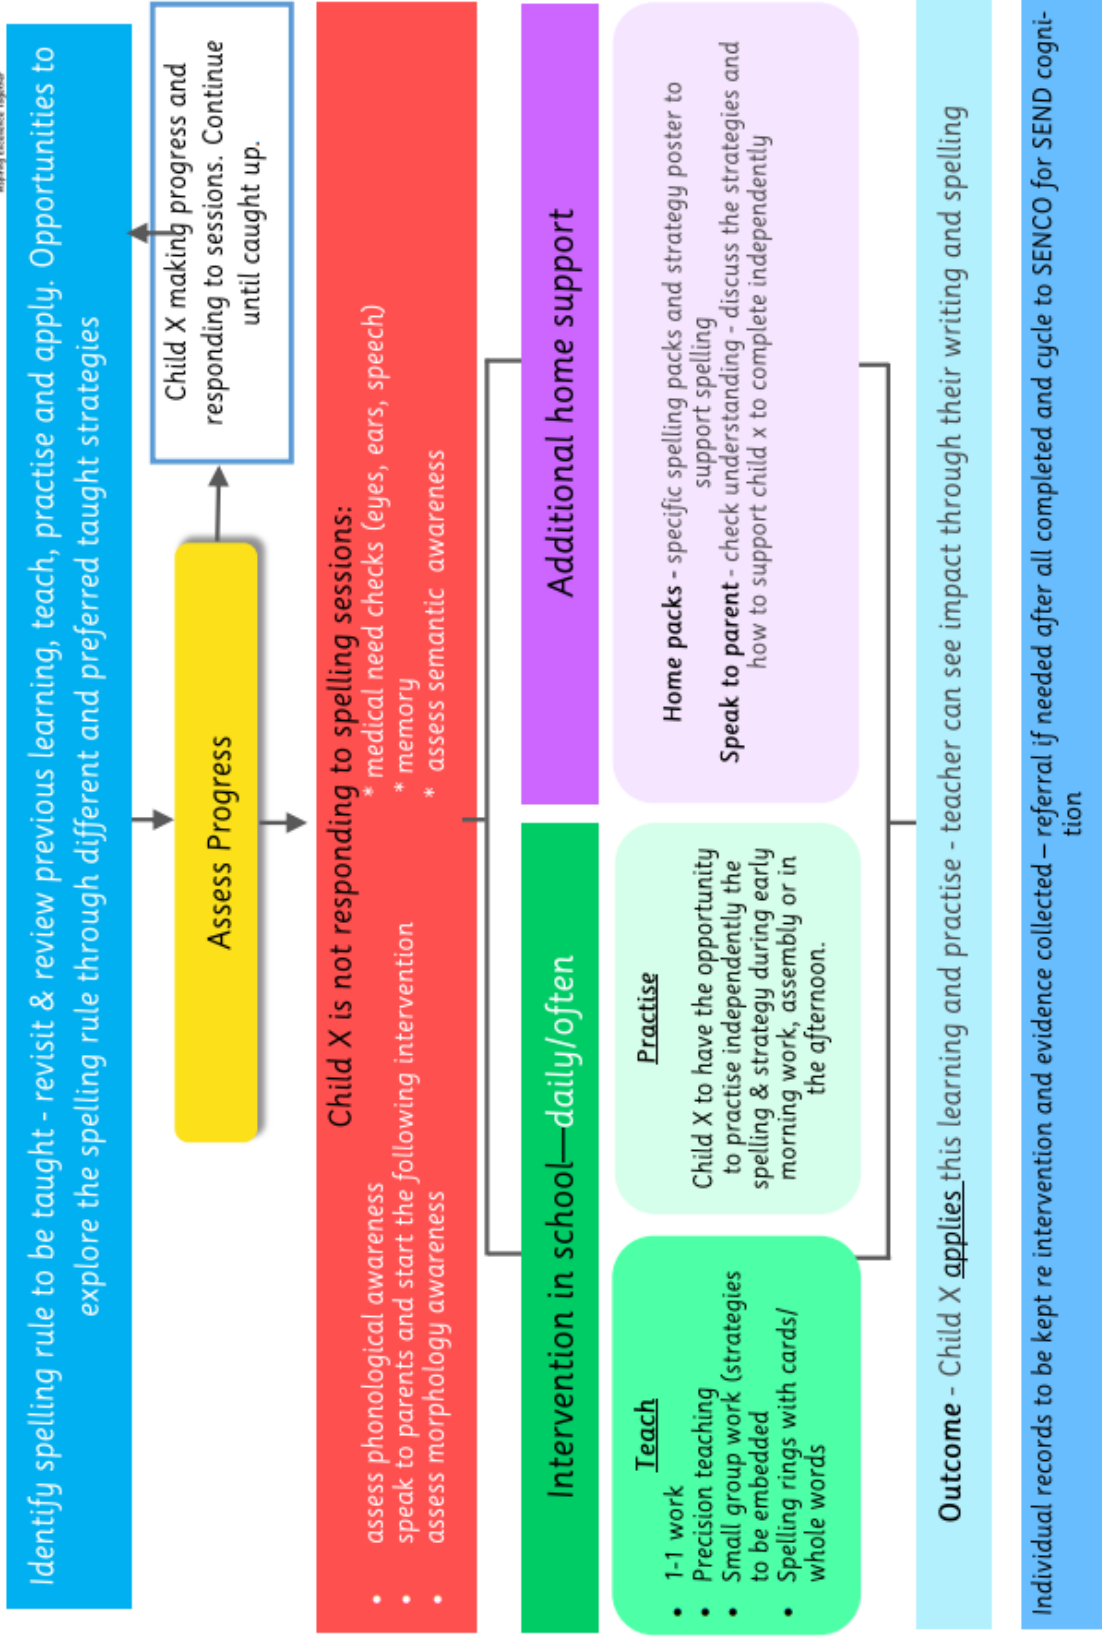 Aspiring Excellence Together
Identify spelling rule to be taught - revisit & review previous learning, teach, practise and apply. Opportunities to
explore the spelling rule through different and preferred taught strategies
Assess Progress
Child X making progress and
responding to sessions. Continue
until caught up.
Child X is not responding to spelling sessions:
• assess phonological awareness
• speak to parents and start the following intervention
• assess morphology awareness
* medical need checks (eyes, ears, speech)
* memory
* assess semantic awareness
Intervention in school—daily/often
Additional home support
Teach
• 1-1 work
• Precision teaching
• Small group work (strategies
to be embedded
• Spelling rings with cards/
whole words
Practise
Child X to have the opportunity
to practise independently the
spelling & strategy during early
morning work, assembly or in
the afternoon.
Home packs - specific spelling packs and strategy poster to
support spelling
Speak to parent - check understanding - discuss the strategies and
how to support child x to complete independently
Outcome - Child X applies this learning and practise - teacher can see impact through their writing and spelling
Individual records to be kept re intervention and evidence collected— referral if needed after all completed and cycle to SENCO for SEND cogni-
tion